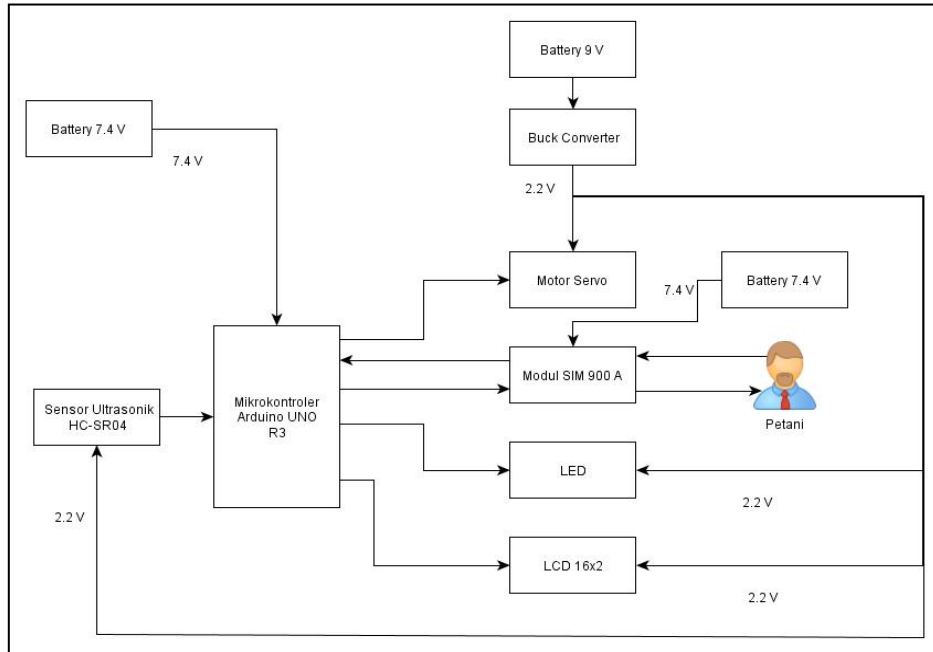 Battery 9 V
Battery 7.4 V
7.4 V
Buck Converter
2.2 V
Motor Servo
Battery 7.4 V
7.4 V
Modul SIM 900 A
Petani
Mikrokontroler
Arduino UNO
R3
Sensor Ultrasonik
HC-SR04
LED
2.2 V
2.2 V
LCD 16x2
2.2 V